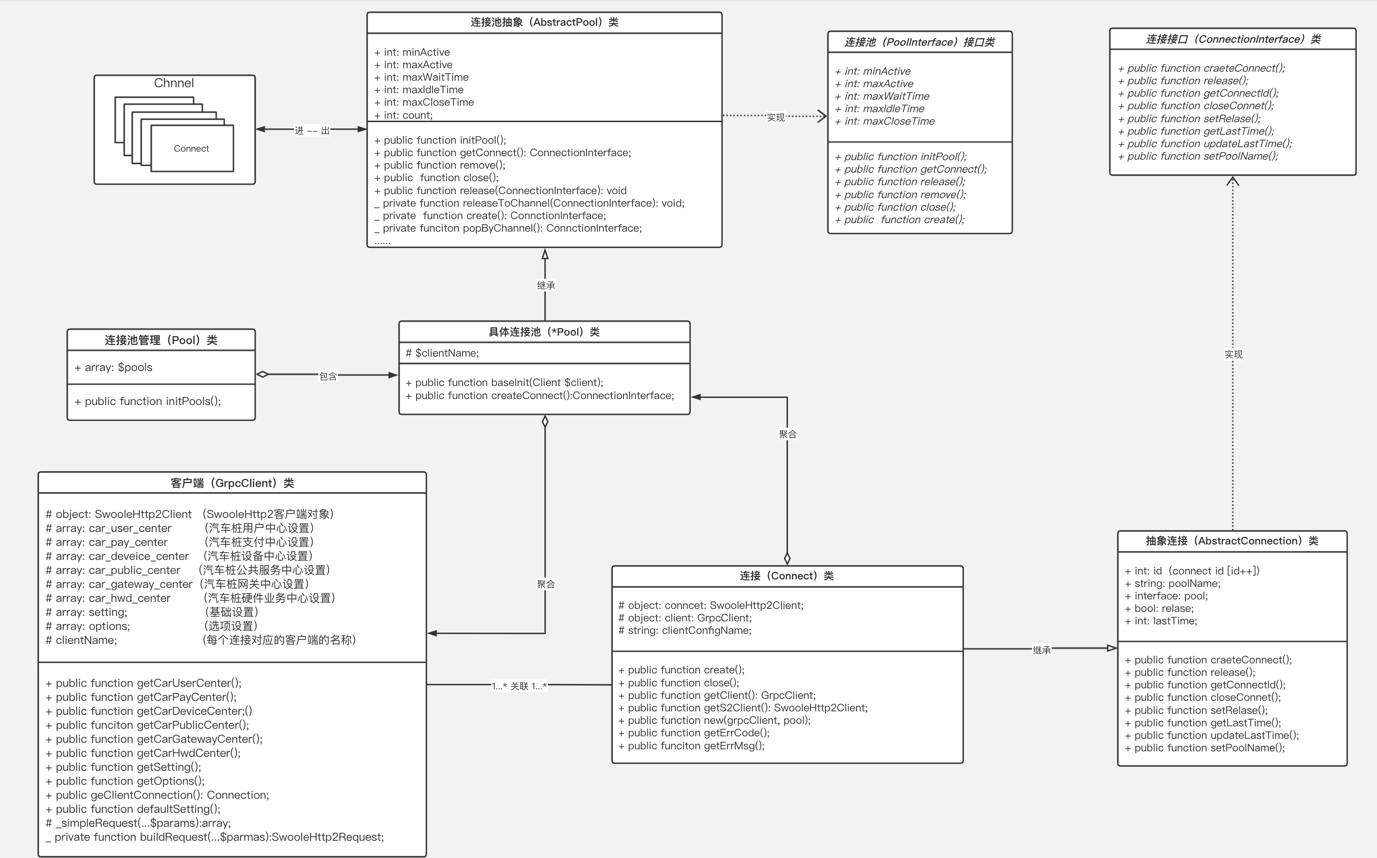 连接池抽象（AbstractPool）类
+ int: minActive
+ int: maxActive
+ int: maxWaitTime
+ int: maxIdleTime
+ int: maxCloseTime
+ int: count;
+ public function initPool();
+ public function getConnect(): ConnectionInterface;
+ public function remove();
+ public  function close();
+ public function release(ConnectionInterface): void
_ private function releaseToChannel(ConnectionInterface): void;
_ private  function create(): ConnctionInterface;
_ private funciton popByChannel(): ConnctionInterface;
......
Chnnel
Connect
进 -- 出
实现
连接池（PoolInterface）接口类
+ int: minActive
+ int: maxActive
+ int: maxWaitTime
+ int: maxIdleTime
+ int: maxCloseTime
+ public function initPool();
+ public function getConnect();
+ public function release();
+ public function remove();
+ public function close();
+ public  function create();
连接接口（ConnectionInterface）类
+ public function craeteConnect();
+ public function release();
+ public function getConnectId();
+ public function closeConnet();
+ public function setRelase();
+ public function getLastTime();
+ public function updateLastTime();
+ public function setPoolName();
继承
实现
连接池管理（Pool）类
+ array: $pools
+ public function initPools();
包含
具体连接池（*Pool）类
# $clientName;
+ public function baseInit(Client $client);
+ public function createConnect():ConnectionInterface;
聚合
聚合
客户端（GrpcClient）类
# object: SwooleHttp2Client （SwooleHttp2客户端对象）
# array: car_user_center （汽车桩用户中心设置）
# array: car_pay_center （汽车桩支付中心设置）
# array: car_deveice_center （汽车桩设备中心设置）
# array: car_public_center （汽车桩公共服务中心设置）
# array: car_gateway_center（汽车桩网关中心设置）
# array: car_hwd_center （汽车桩硬件业务中心设置）
# array: setting; （基础设置）
# array: options; （选项设置）
# clientName; （每个连接对应的客户端的名称）
+ public function getCarUserCenter();
+ public function getCarPayCenter();
+ public function getCarDeviceCenter;()
+ public funciton getCarPublicCenter();
+ public function getCarGatewayCenter();
+ public function getCarHwdCenter();
+ public function getSetting();
+ public function getOptions();
+ public geClientConnection(): Connection;
+ public function defaultSetting();
# _simpleRequest(...$params):array;
_ private function buildRequest(...$parmas):SwooleHttp2Request;
1...* 关联 1...*
连接（Connect）类
# object: conncet: SwooleHttp2Client;
# object: client: GrpcClient;
# string: clientConfigName;
+ public function create();
+ public function close();
+ public function getClient(): GrpcClient;
+ public function getS2Client(): SwooleHttp2Client;
+ public function new(grpcClient, pool);
+ public function getErrCode();
+ public funciton getErrMsg();
继承
抽象连接（AbstractConnection）类
+ int: id（connect id [id++])
+ string: poolName;
+ interface: pool;
+ bool: relase;
+ int: lastTime;
+ public function craeteConnect();
+ public function release();
+ public function getConnectId();
+ public function closeConnet();
+ public function setRelase();
+ public function getLastTime();
+ public function updateLastTime();
+ public function setPoolName();